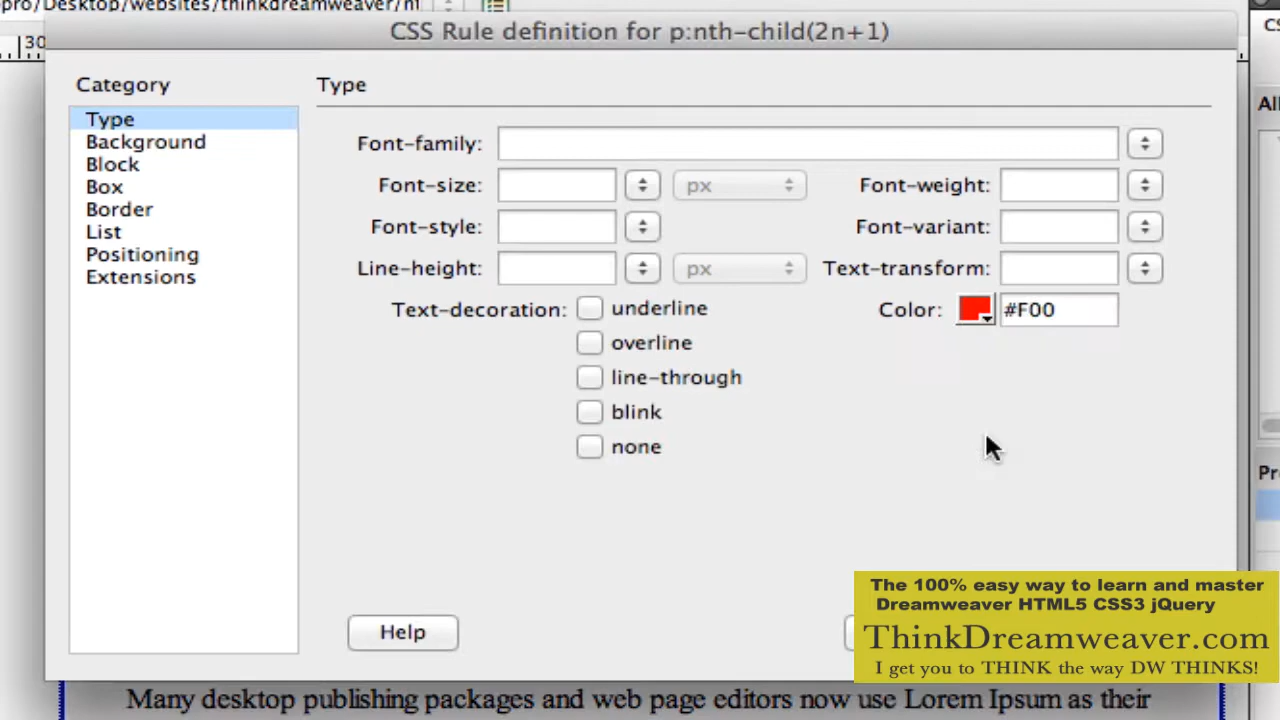 pro/Desktop/websites/thinkdreamweaver/
30
CSS Rule definition for p:nth-child(2n+1)
Category
Type
Background
Block
Box
Border
List
Positioning
Extensions
Type
Font-family:
Font-size: px Font-weight:
Font-style: Font-variant:
Line-height: px Text-transform:
Text-decoration: underline Color: #F00
overline
line-through
blink
none
Help
The 100% easy way to learn and master
Dreamweaver HTML5 CSS3 jQuery
ThinkDreamweaver.com
I get you to THINK the way DW THINKS!
Many desktop publishing packages and web page editors now use Lorem Ipsum as their